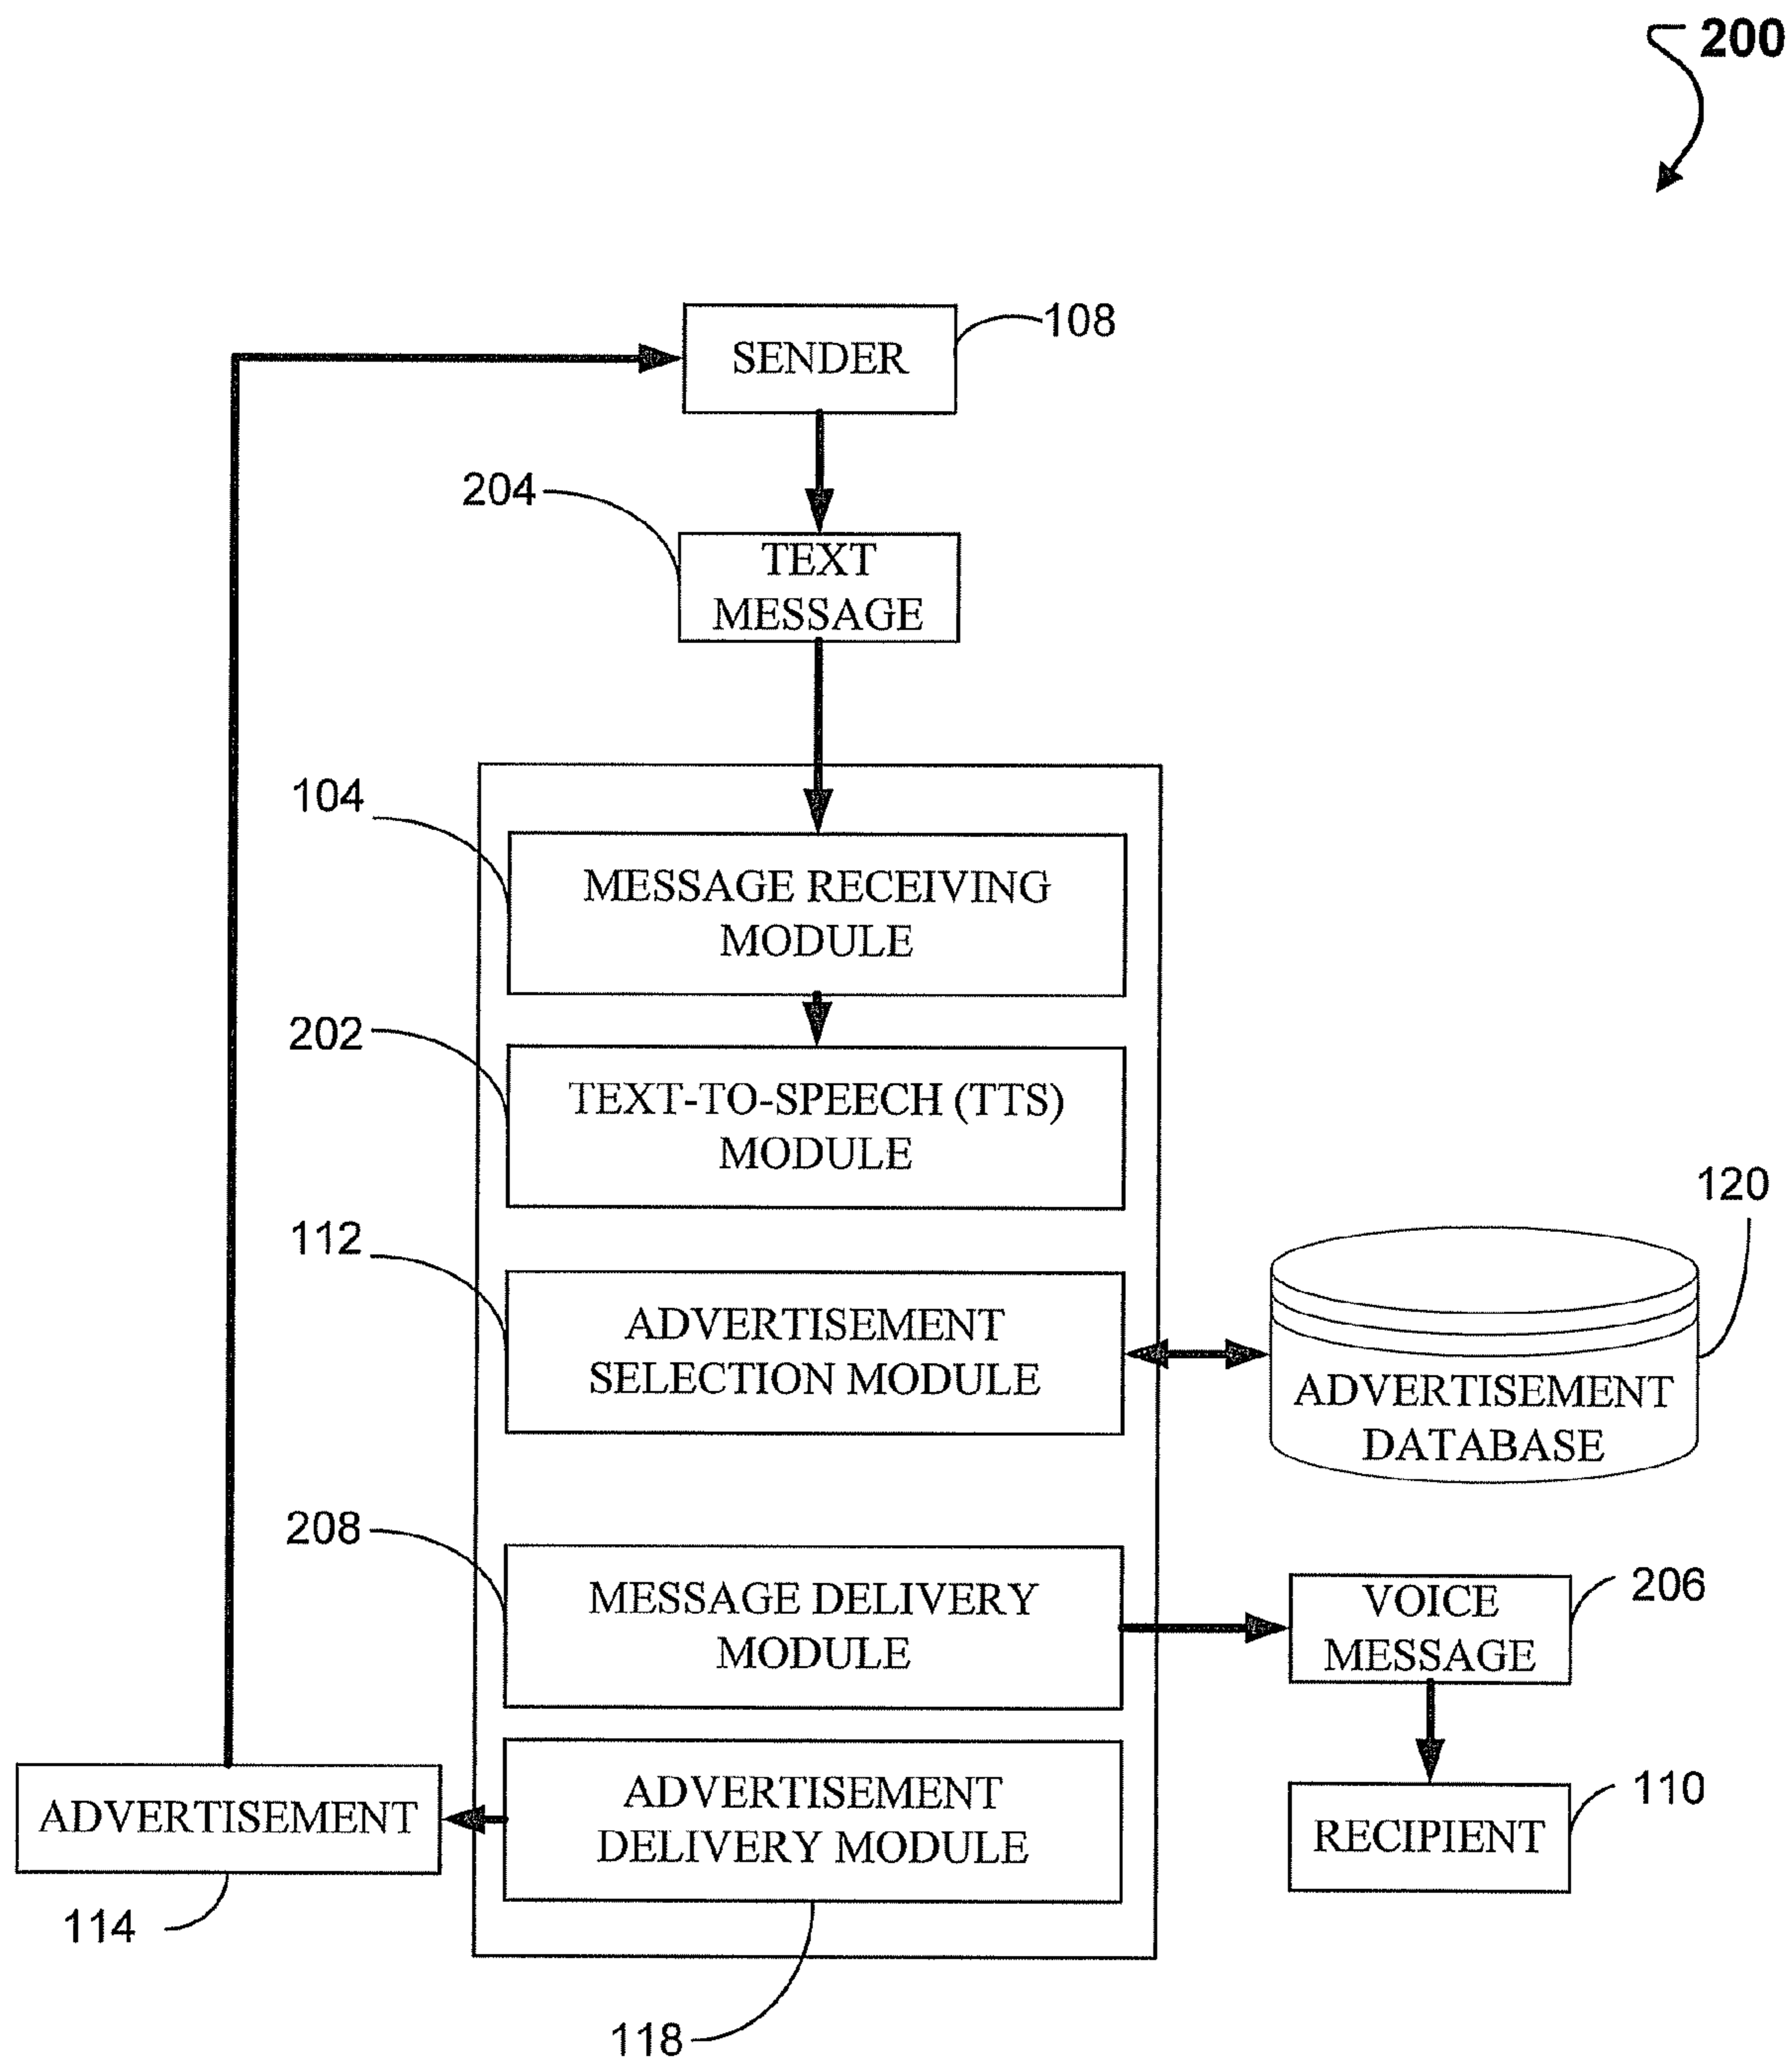 200
SENDER
108
204
TEXT
MESSAGE
104
MESSAGE RECEIVING
MODULE
202
TEXT-TO-SPEECH (TTS)
MODULE
112
ADVERTISEMENT
SELECTION MODULE
120
ADVERTISEMENT
DATABASE
208
MESSAGE DELIVERY
MODULE
VOICE
MESSAGE
206
ADVERTISEMENT
114
ADVERTISEMENT
DELIVERY MODULE
118
RECIPIENT
110